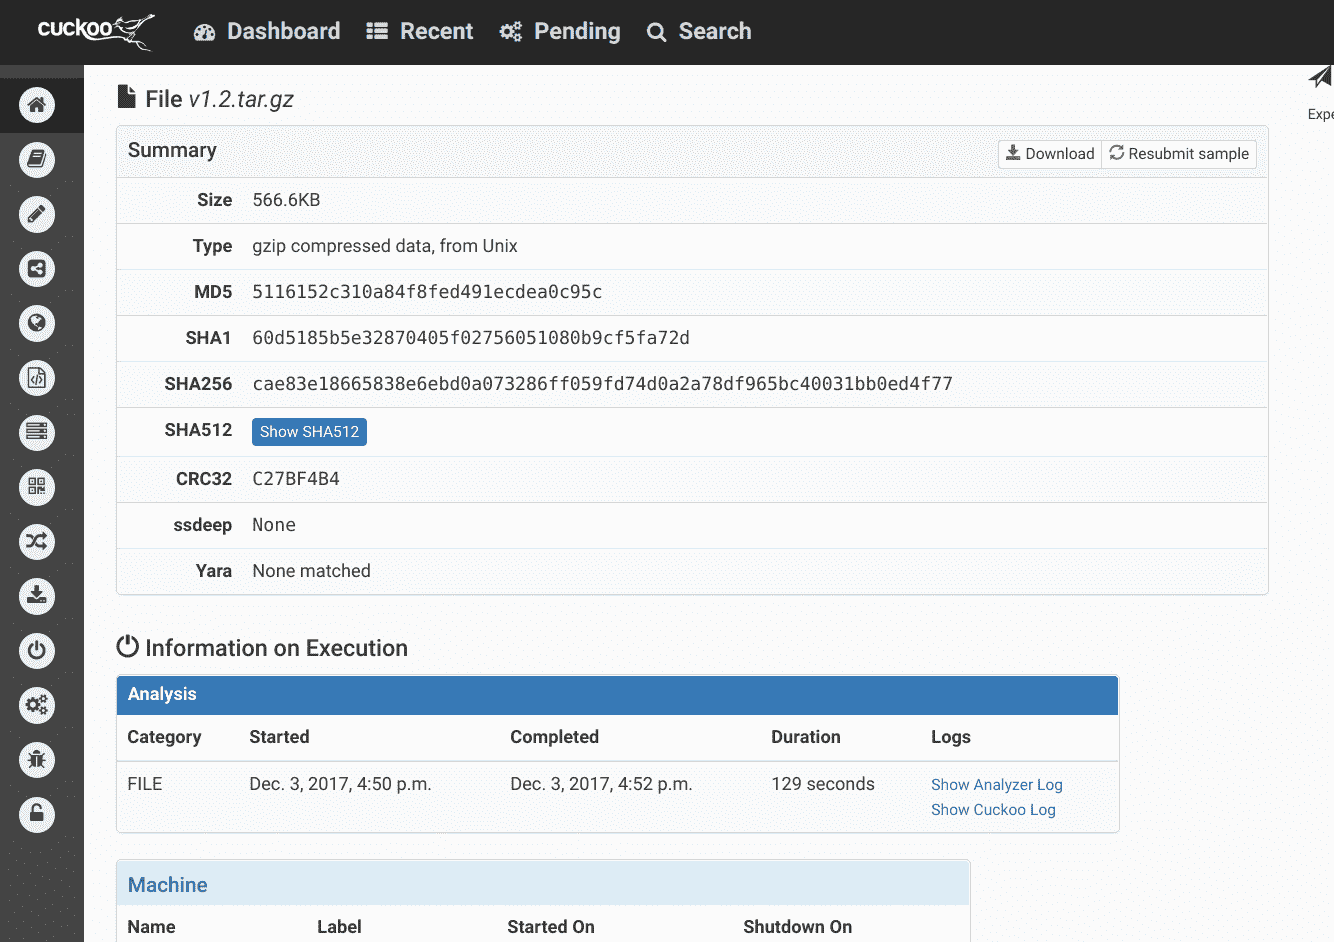 cuckoo Dashboard Recent Pending Search
File v1.2.tar.gz
Expe
Summary Download Resubmit sample
Size 566.6KB
Type gzip compressed data, from Unix
MD5 5116152c310a84f8fed491ecdea0c95c
SHA1 60d5185b5e32870405f02756051080b9cf5fa72d
SHA256 cae83e18665838e6ebd0a073286ff059fd74d0a2a78df965bc40031bb0ed4f77
SHA512 Show SHA512
CRC32 C27BF4B4
ssdeep None
Yara None matched
Information on Execution
Analysis
Category Started Completed Duration Logs
FILE Dec. 3, 2017, 4:50 p.m. Dec. 3, 2017, 4:52 p.m. 129 seconds Show Analyzer Log
Show Cuckoo Log
Machine
Name Label Started On Shutdown On